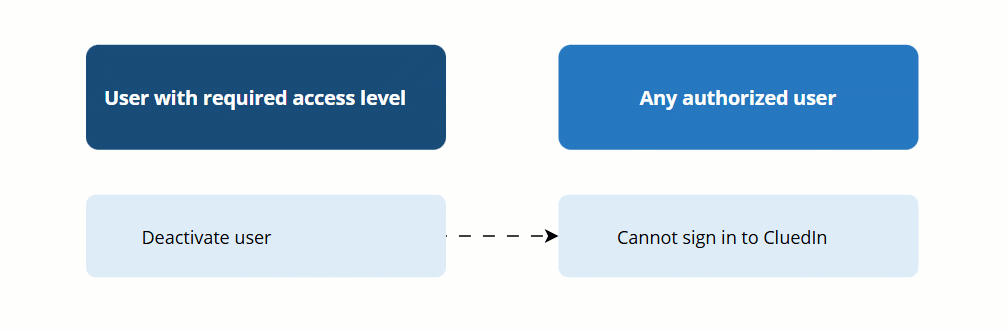 User with required access level
Any authorized user
Deactivate user
Cannot sign in to CluedIn